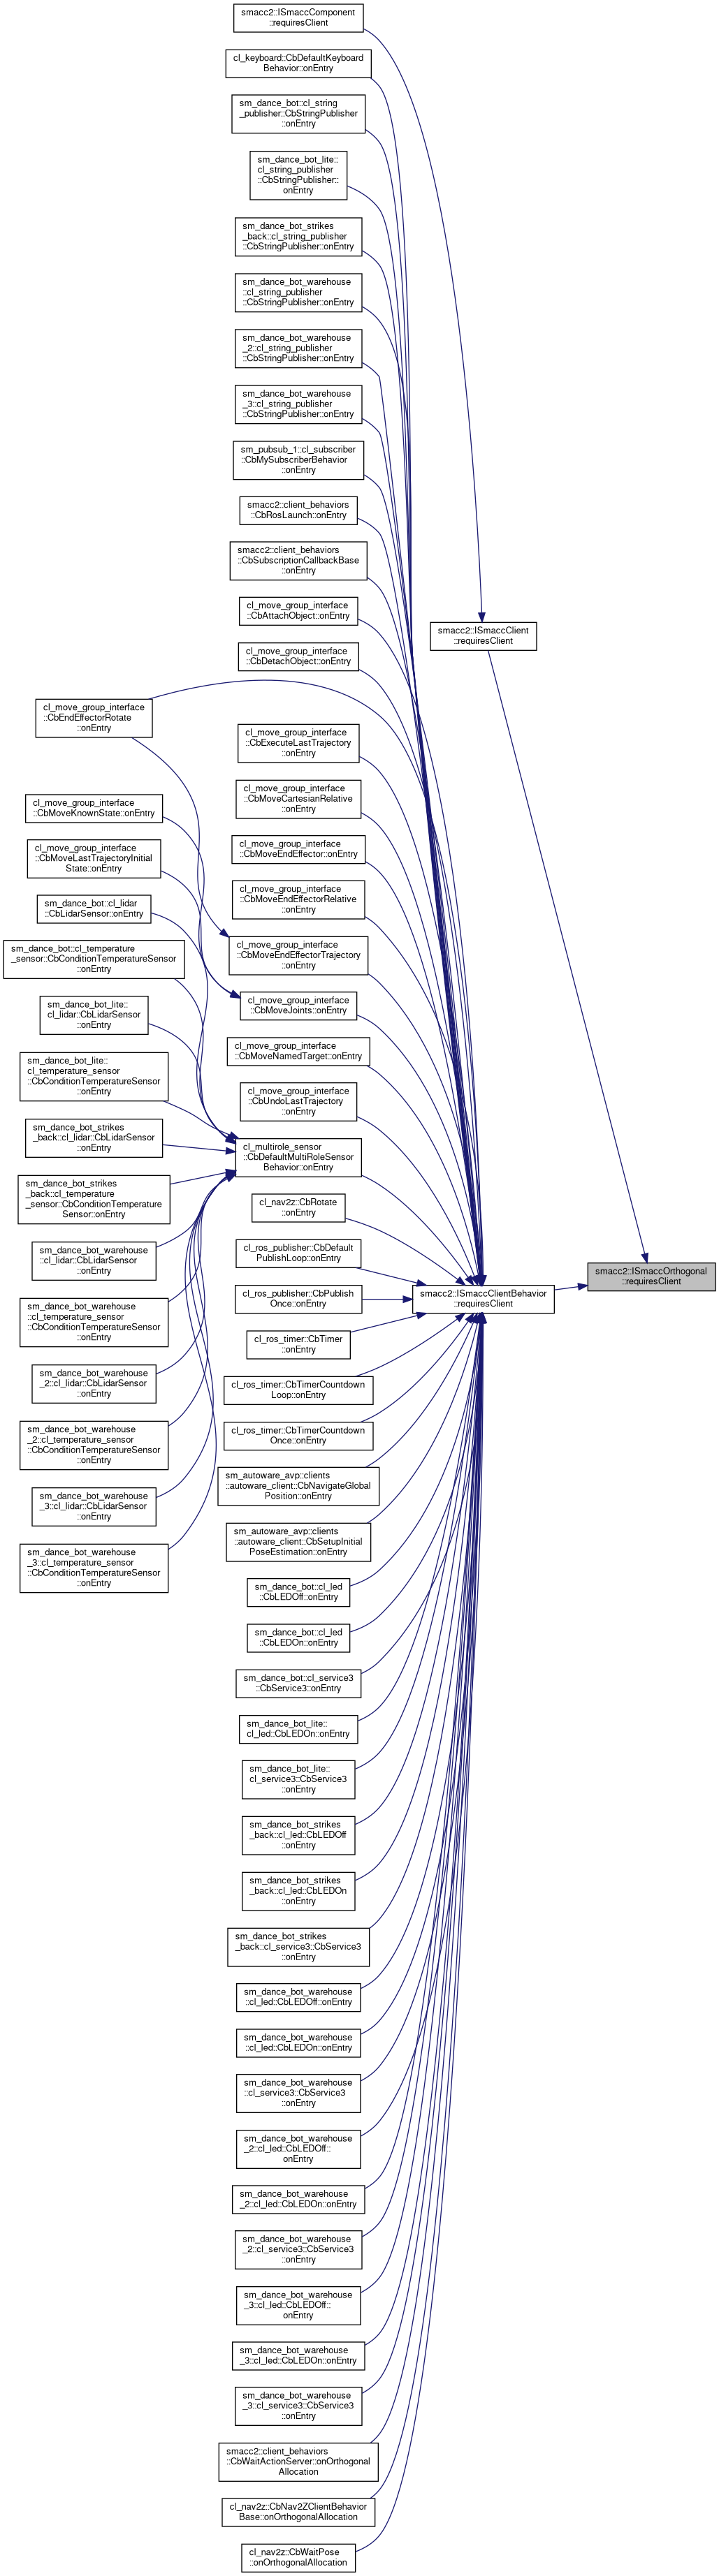 smacc2::ISmaccComponent
::requiresClient
cl_keyboard::CbDefaultKeyboard
Behavior::onEntry
sm_dance_bot::cl_string
_publisher::CbStringPublisher
::onEntry
sm_dance_bot_lite::
cl_string_publisher
::CbStringPublisher::
onEntry
sm_dance_bot_strikes
_back::cl_string_publisher
::CbStringPublisher::onEntry
sm_dance_bot_warehouse
::cl_string_publisher
::CbStringPublisher::onEntry
sm_dance_bot_warehouse
_2::cl_string_publisher
::CbStringPublisher::onEntry
sm_dance_bot_warehouse
_3::cl_string_publisher
::CbStringPublisher::onEntry
sm_pubsub_1::cl_subscriber
::CbMySubscriberBehavior
::onEntry
smacc2::client_behaviors
::CbRosLaunch::onEntry
smacc2::client_behaviors
::CbSubscriptionCallbackBase
::onEntry
cl_move_group_interface
::CbAttachObject::onEntry
cl_move_group_interface
::CbDetachObject::onEntry
smacc2::ISmaccClient
::requiresClient
cl_move_group_interface
::CbEndEffectorRotate
::onEntry
cl_move_group_interface
::CbExecuteLastTrajectory
::onEntry
cl_move_group_interface
::CbMoveCartesianRelative
::onEntry
cl_move_group_interface
::CbMoveKnownState::onEntry
cl_move_group_interface
::CbMoveEndEffector::onEntry
cl_move_group_interface
::CbMoveLastTrajectoryInitial
State::onEntry
cl_move_group_interface
::CbMoveEndEffectorRelative
::onEntry
sm_dance_bot::cl_lidar
::CbLidarSensor::onEntry
cl_move_group_interface
::CbMoveEndEffectorTrajectory
::onEntry
sm_dance_bot::cl_temperature
_sensor::CbConditionTemperatureSensor
::onEntry
cl_move_group_interface
::CbMoveJoints::onEntry
sm_dance_bot_lite::
cl_lidar::CbLidarSensor
::onEntry
cl_move_group_interface
::CbMoveNamedTarget::onEntry
sm_dance_bot_lite::
cl_temperature_sensor
::CbConditionTemperatureSensor
::onEntry
cl_move_group_interface
::CbUndoLastTrajectory
::onEntry
sm_dance_bot_strikes
_back::cl_lidar::CbLidarSensor
::onEntry
cl_multirole_sensor
::CbDefaultMultiRoleSensor
Behavior::onEntry
sm_dance_bot_strikes
_back::cl_temperature
_sensor::CbConditionTemperature
Sensor::onEntry
cl_nav2z::CbRotate
::onEntry
sm_dance_bot_warehouse
::cl_lidar::CbLidarSensor
::onEntry
cl_ros_publisher::CbDefault
PublishLoop::onEntry
smacc2::ISmaccOrthogonal
::requiresClient
smacc2::ISmaccClientBehavior
::requiresClient
cl_ros_publisher::CbPublish
Once::onEntry
sm_dance_bot_warehouse
::cl_temperature_sensor
::CbConditionTemperatureSensor
::onEntry
cl_ros_timer::CbTimer
::onEntry
sm_dance_bot_warehouse
_2::cl_lidar::CbLidarSensor
::onEntry
cl_ros_timer::CbTimerCountdown
Loop::onEntry
sm_dance_bot_warehouse
_2::cl_temperature_sensor
::CbConditionTemperatureSensor
::onEntry
cl_ros_timer::CbTimerCountdown
Once::onEntry
sm_dance_bot_warehouse
_3::cl_lidar::CbLidarSensor
::onEntry
sm_autoware_avp::clients
::autoware_client::CbNavigateGlobal
Position::onEntry
sm_dance_bot_warehouse
_3::cl_temperature_sensor
::CbConditionTemperatureSensor
::onEntry
sm_autoware_avp::clients
::autoware_client::CbSetupInitial
PoseEstimation::onEntry
sm_dance_bot::cl_led
::CbLEDOff::onEntry
sm_dance_bot::cl_led
::CbLEDOn::onEntry
sm_dance_bot::cl_service3
::CbService3::onEntry
sm_dance_bot_lite::
cl_led::CbLEDOn::onEntry
sm_dance_bot_lite::
cl_service3::CbService3
::onEntry
sm_dance_bot_strikes
_back::cl_led::CbLEDOff
::onEntry
sm_dance_bot_strikes
_back::cl_led::CbLEDOn
::onEntry
sm_dance_bot_strikes
_back::cl_service3::CbService3
::onEntry
sm_dance_bot_warehouse
::cl_led::CbLEDOff::onEntry
sm_dance_bot_warehouse
::cl_led::CbLEDOn::onEntry
sm_dance_bot_warehouse
::cl_service3::CbService3
::onEntry
sm_dance_bot_warehouse
_2::cl_led::CbLEDOff::
onEntry
sm_dance_bot_warehouse
_2::cl_led::CbLEDOn::onEntry
sm_dance_bot_warehouse
_2::cl_service3::CbService3
::onEntry
sm_dance_bot_warehouse
_3::cl_led::CbLEDOff::
onEntry
sm_dance_bot_warehouse
_3::cl_led::CbLEDOn::onEntry
sm_dance_bot_warehouse
_3::cl_service3::CbService3
::onEntry
smacc2::client_behaviors
::CbWaitActionServer::onOrthogonal
Allocation
cl_nav2z::CbNav2ZClientBehavior
Base::onOrthogonalAllocation
cl_nav2z::CbWaitPose
::onOrthogonalAllocation